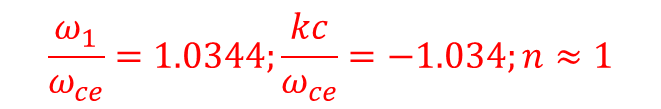 ω₁/ω_ce = 1.0344; kc/ω_ce = −1.034; n ≈ 1